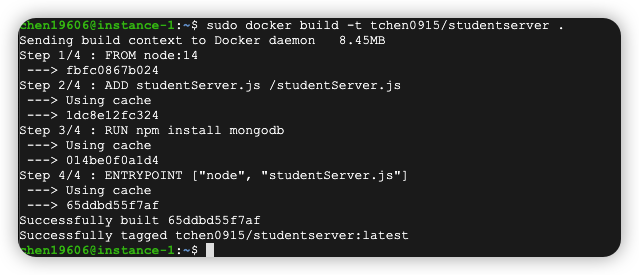 chen19606@instance-1:~$ sudo docker build -t tchen0915/studentserver .
Sending build context to Docker daemon   8.45MB
Step 1/4 : FROM node:14
 ---> fbfc0867b024
Step 2/4 : ADD studentServer.js /studentServer.js
 ---> Using cache
 ---> 1dc8e12fc324
Step 3/4 : RUN npm install mongodb
 ---> Using cache
 ---> 014be0f0a1d4
Step 4/4 : ENTRYPOINT ["node", "studentServer.js"]
 ---> Using cache
 ---> 65ddbd55f7af
Successfully built 65ddbd55f7af
Successfully tagged tchen0915/studentserver:latest
chen19606@instance-1:~$